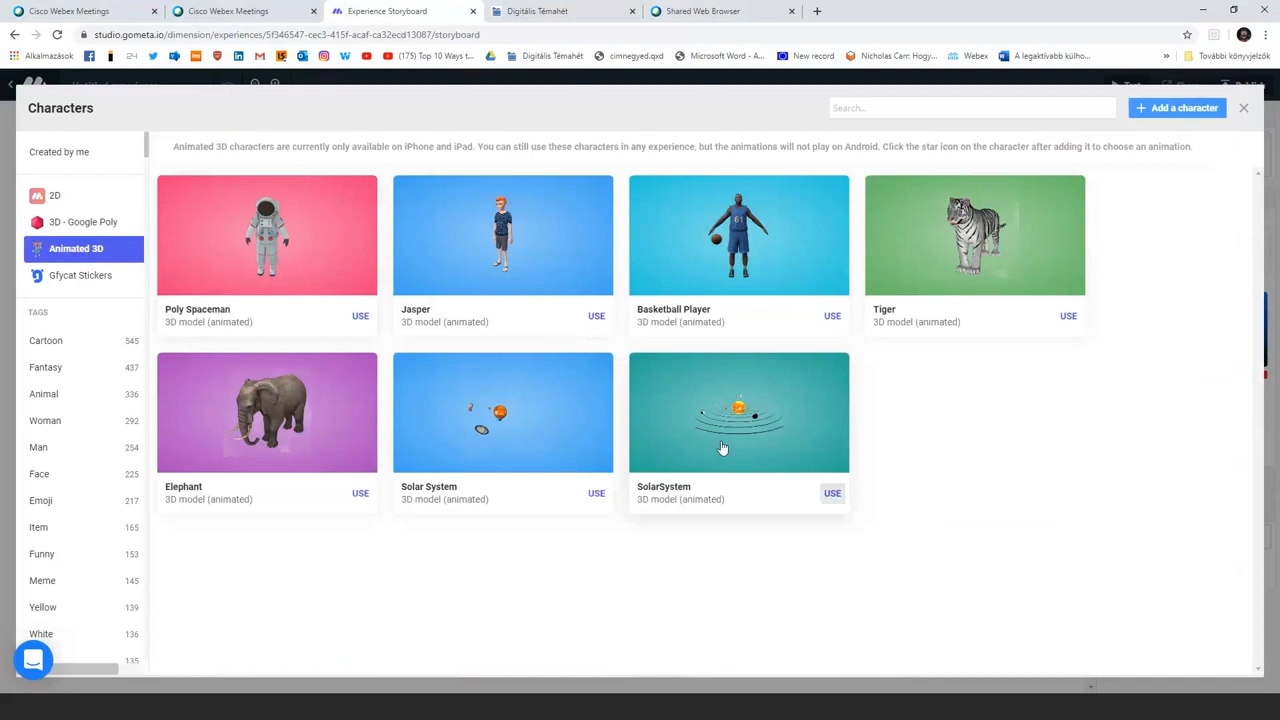 Cisco Webex Meetings
Cisco Webex Meetings
Experience Storyboard
Digitális Témahét
Shared Web Browser
studio.gometa.io/dimension/experiences/5f346547-cec3-415f-acaf-ca32ecd13087/storyboard
Alkalmazások
24
(175) Top 10 Ways t...
Digitális Témahét
cimnegyed.qxd
Microsoft Word - A...
New record
Nicholas Carr: Hogy...
Webex
A legaktívabb külho...
»
További könyvjelzők
Characters
Search...
+ Add a character
Created by me
2D
3D - Google Poly
Animated 3D
Gfycat Stickers
TAGS
Cartoon 545
Fantasy 437
Animal 336
Woman 292
Man 254
Face 225
Emoji 201
Item 165
Funny 153
Meme 145
Yellow 139
White 136
135
Animated 3D characters are currently only available on iPhone and iPad. You can still use these characters in any experience, but the animations will not play on Android. Click the star icon on the character after adding it to choose an animation.
Poly Spaceman
3D model (animated)
USE
Jasper
3D model (animated)
USE
61
Basketball Player
3D model (animated)
USE
Tiger
3D model (animated)
USE
Elephant
3D model (animated)
USE
Solar System
3D model (animated)
USE
SolarSystem
3D model (animated)
USE